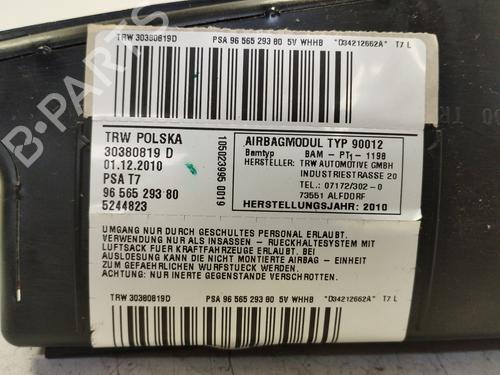 TRW 30380819D PSA 96 565 293 80 5V WHHB "D34212662A" T7 L
TRW POLSKA
30380819 D
01.12.2010
PSA T7
96 565 293 80
5244823
105023995 0019
AIRBAGMODUL TYP 90012
Bamtyp BAM - PT1 - 1198
HERSTELLER: TRW AUTOMOTIVE GMBH
INDUSTRIESTRASSE 20
TEL.: 07172/302-0
73551 ALFDORF
HERSTELLUNGSJAHR: 2010
UMGANG NUR DURCH GESCHULTES PERSONAL ERLAUBT.
VERWENDUNG NUR ALS INSASSEN - RUECKHALTESYSTEM MIT
LUFTSACK FUER KRAFTFAHRZEUGE ERLAUBT. BEI
AUSLOESUNG KANN DIE NICHT MONTIERTE AIRBAG - EINHEIT
ZUM GEFAEHRLICHEN WURFSTUECK WERDEN.
ACHTUNG: NUR INERTE GEGENSTAENDE VERSCHROTTEN.
TRW 30380819D PSA 96 565 293 80 5V WHHB "D34212662A" T7 L